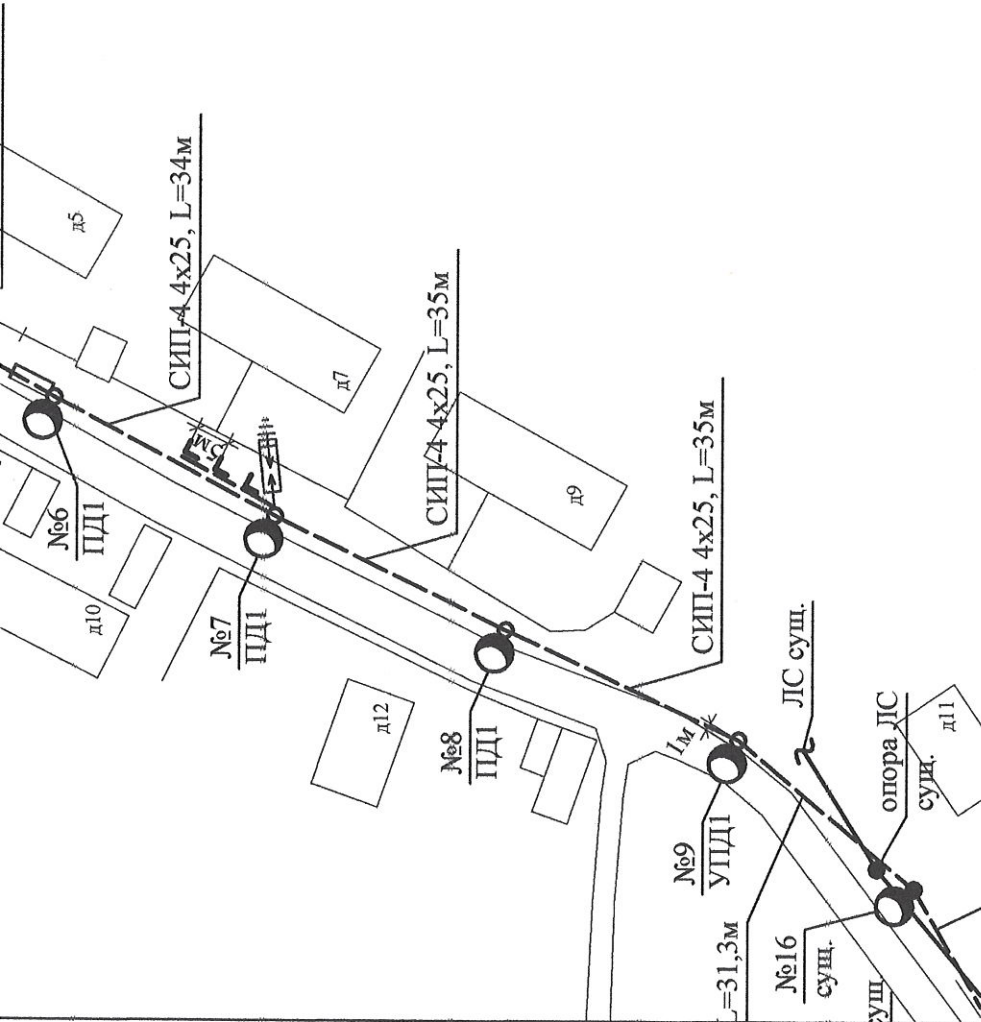 д5
СИП-4 4х25, L=34м
№6
ПД1
д7
5м
д10
№7
ПД1
СИП-4 4х25, L=35м
д9
д12
№8
ПД1
СИП-4 4х25, L=35м
ЛС сущ.
1м
опора ЛС
сущ.
д11
№9
УПД1
L=31,3м
№16
сущ.
сущ